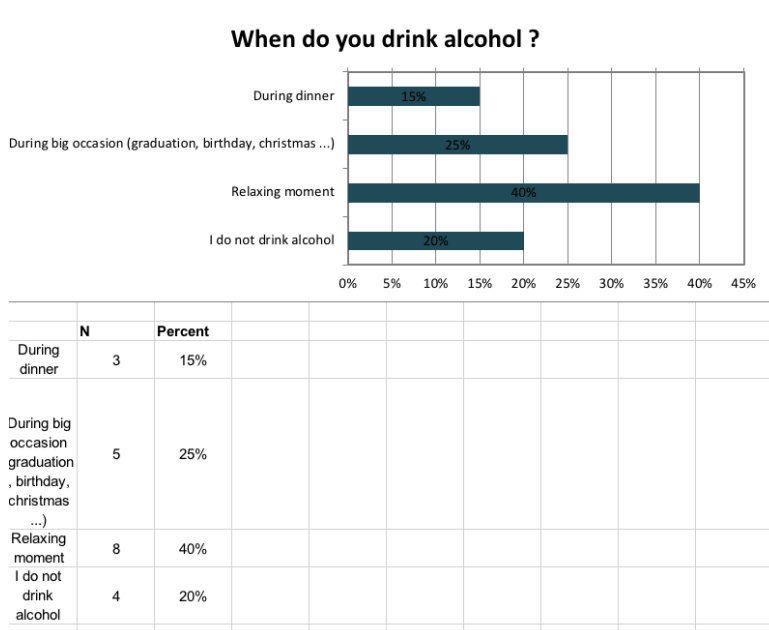 When do you drink alcohol ?
During dinner
15%
During big occasion (graduation, birthday, christmas ...)
25%
Relaxing moment
40%
I do not drink alcohol
20%
0% 5% 10% 15% 20% 25% 30% 35% 40% 45%
N Percent
During
dinner
3 15%
During big
occasion
graduation
, birthday,
christmas
...)
5 25%
Relaxing
moment
8 40%
I do not
drink
alcohol
4 20%